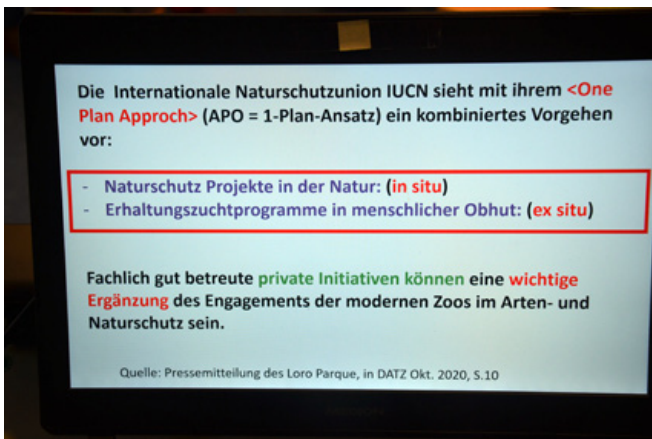 Die Internationale Naturschutzunion IUCN sieht mit ihrem <One
Plan Approch> (APO = 1-Plan-Ansatz) ein kombiniertes Vorgehen
vor:
- Naturschutz Projekte in der Natur: (in situ)
- Erhaltungszuchtprogramme in menschlicher Obhut: (ex situ)
Fachlich gut betreute private Initiativen können eine wichtige
Ergänzung des Engagements der modernen Zoos im Arten- und
Naturschutz sein.
Quelle: Pressemitteilung des Loro Parque, in DATZ Okt. 2020, S.10